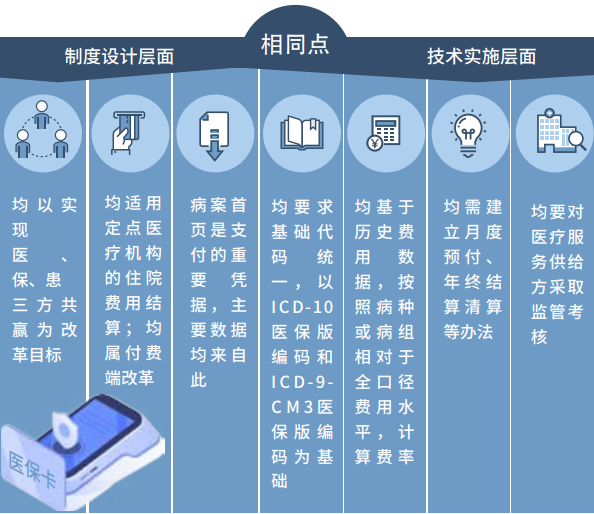 相同点
制度设计层面
技术实施层面
均以实
现
医、
保、患
三方共
赢为改
革目标
均适用
定点医
疗机构
的住院
费用结
算；均
属付费
端改革
病案首
页是支
付的重
要凭
据，主
要数据
均来自
此
均要求
基础代
码统
一，以
ICD-10
医保版
编码和
ICD-9-
CM3医
保版编
码为基
础
均基于
历史费
用数
据，按
照病种
或病组
相对于
全口径
费用水
平，计
算费率
均需建
立月度
预付、
年终结
算清算
等办法
均要对
医疗服
务供给
方采取
监管考
核
医保卡